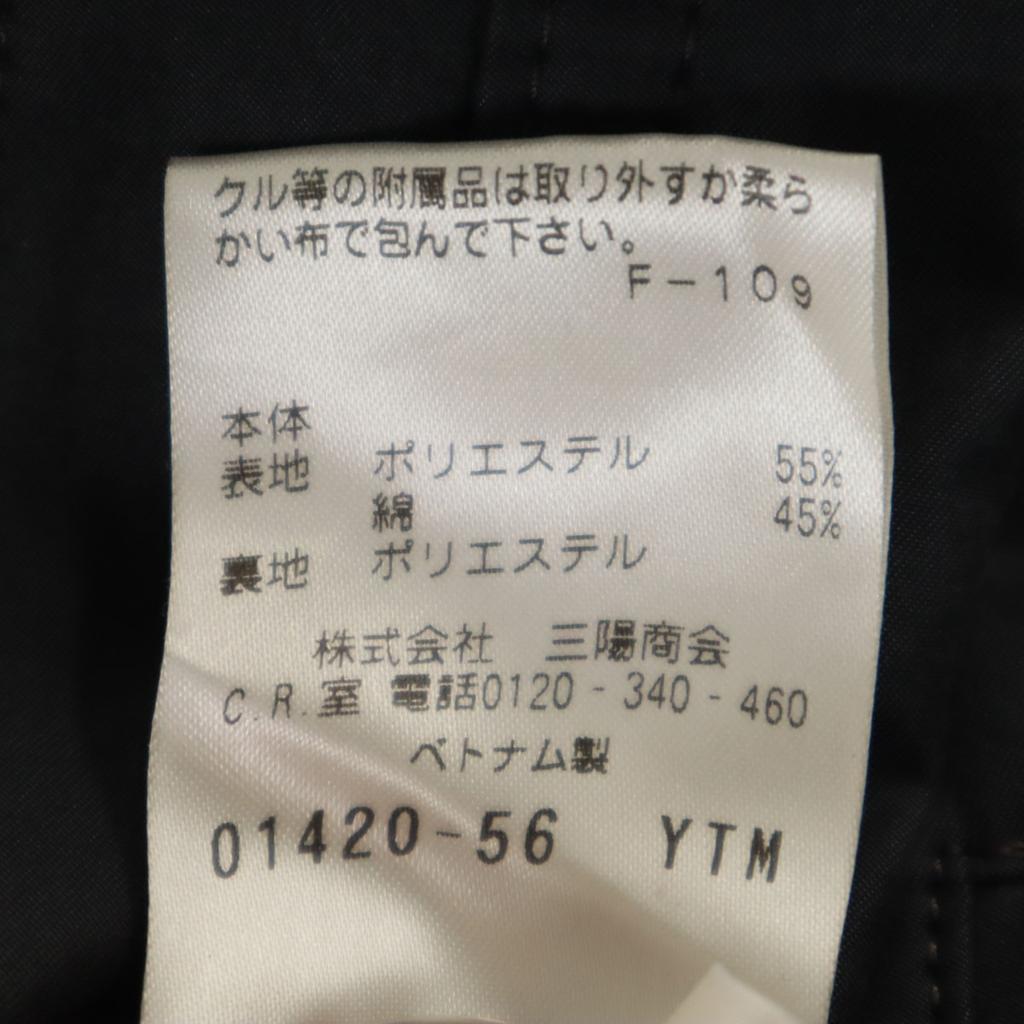 クル等の附属品は取り外すか柔ら
かい布で包んで下さい。
F-109
本体
表地 ポリエステル 55%
綿 45%
裏地 ポリエステル
株式会社 三陽商会
C.R.室 電話0120-340-460
ベトナム製
01420-56 YTM